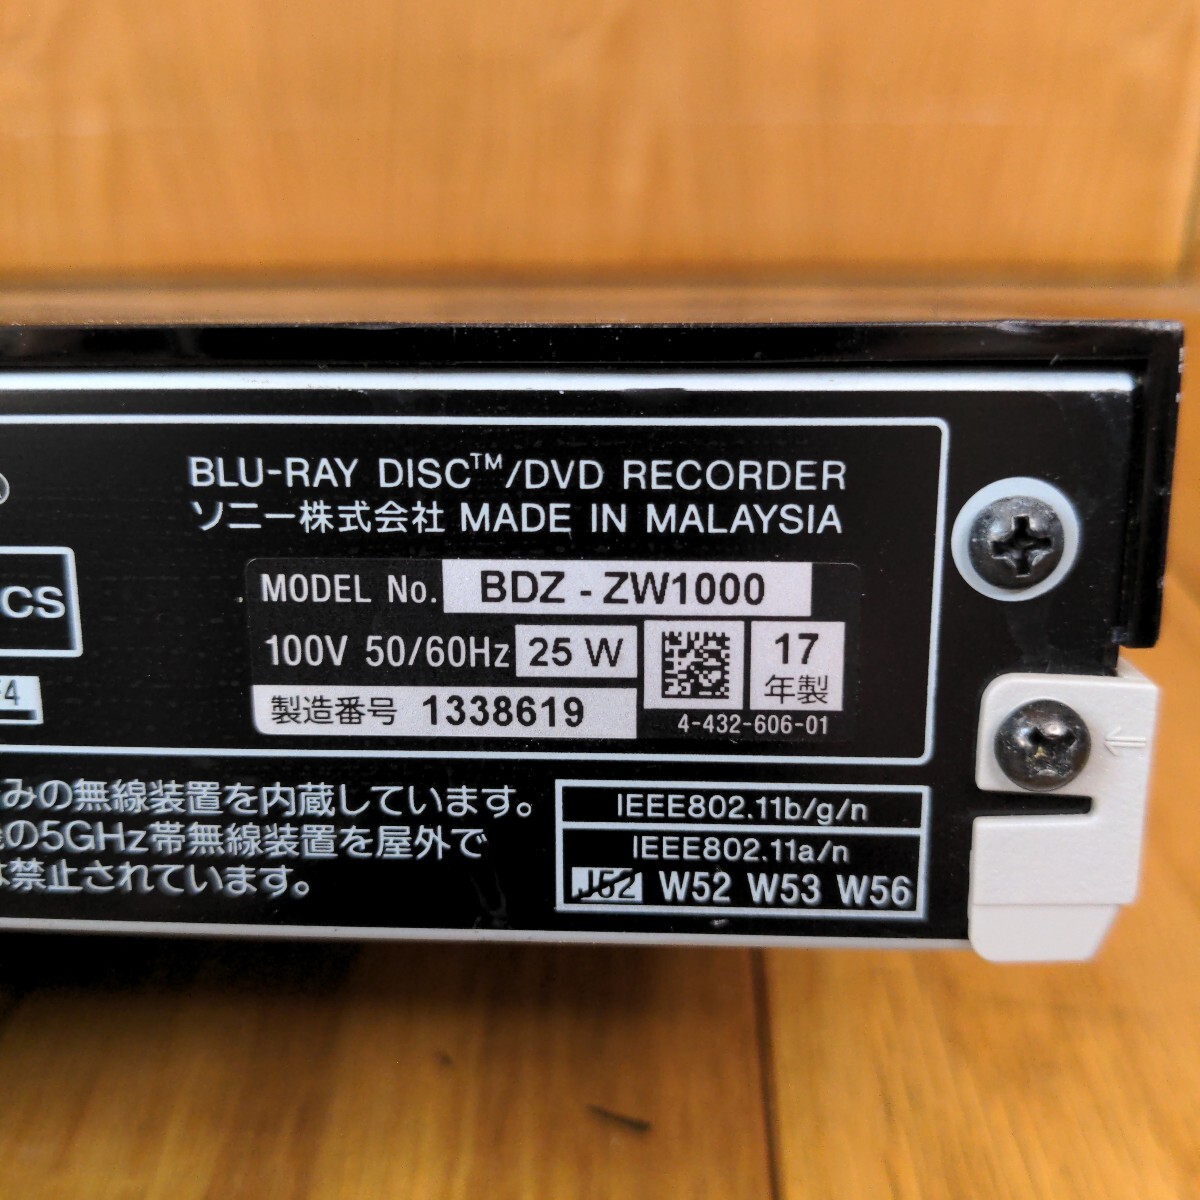 BLU-RAY DISC™/DVD RECORDER
ソニー株式会社 MADE IN MALAYSIA
CS
MODEL No. BDZ - ZW1000
100V 50/60Hz 25 W
17
年製
4
製造番号 1338619
4-432-606-01
みの無線装置を内蔵しています。
の5GHz帯無線装置を屋外で
禁止されています。
IEEE802.11b/g/n
IEEE802.11a/n
J52 W52 W53 W56